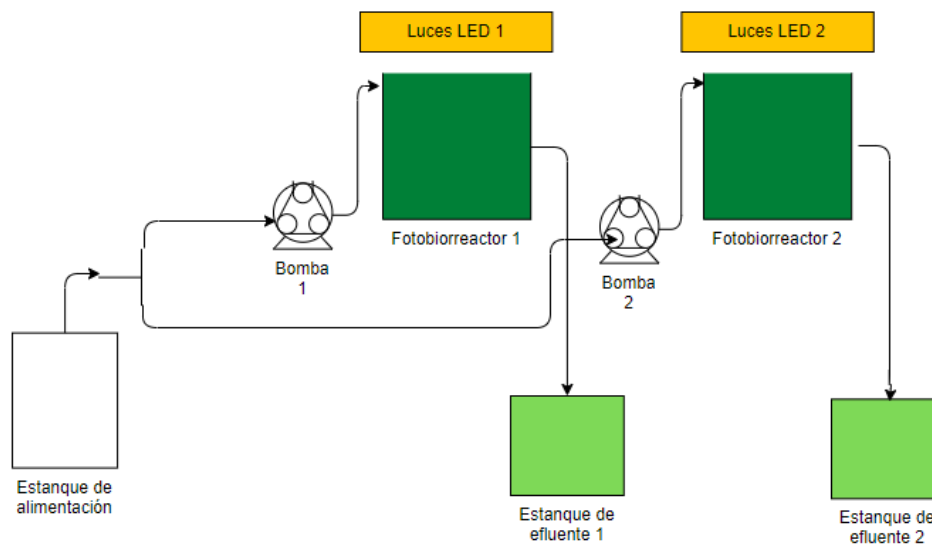 Luces LED 1
Luces LED 2
Fotobiorreactor 1
Fotobiorreactor 2
Bomba
1
Bomba
2
Estanque de
alimentación
Estanque de
efluente 1
Estanque de
efluente 2